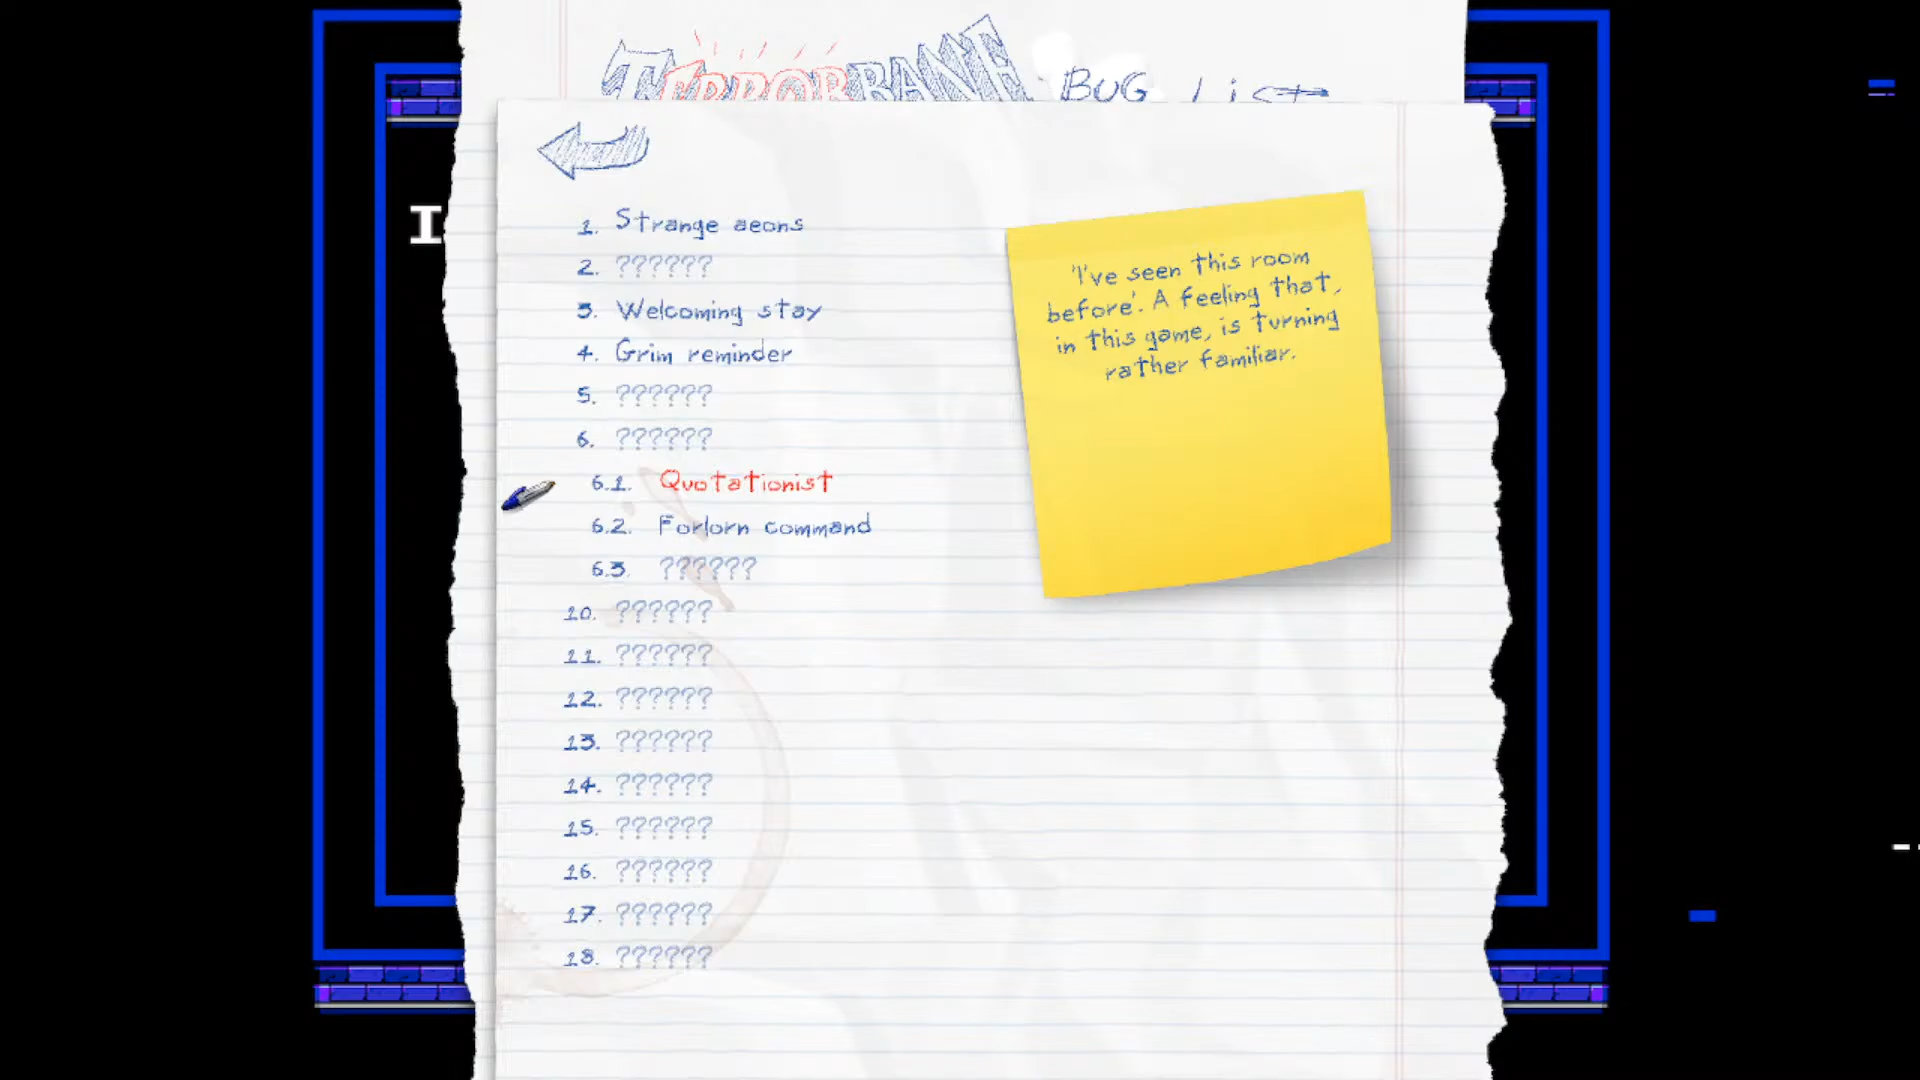 TERRORBANE BUG List
I
1. Strange aeons
2. ??????
3. Welcoming stay
4. Grim reminder
5. ??????
6. ??????
6.1. Quotationist
6.2. Forlorn command
6.3. ??????
10. ??????
11. ??????
12. ??????
13. ??????
14. ??????
15. ??????
16. ??????
17. ??????
18. ??????
'I've seen this room
before'. A feeling that,
in this game, is turning
rather familiar.